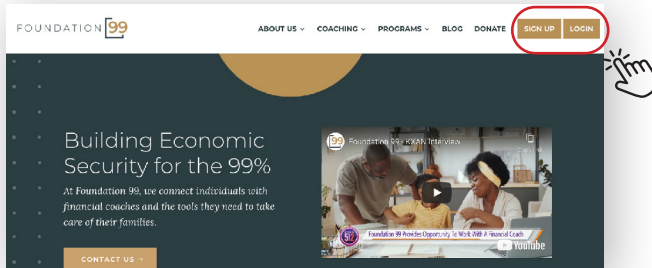 FOUNDATION 99
ABOUT US
COACHING
PROGRAMS
BLOG
DONATE
SIGN UP
LOGIN
Building Economic
Security for the 99%
At Foundation 99, we connect individuals with
financial coaches and the tools they need to take
care of their families.
CONTACT US
99
Foundation 99 - KXAN Interview
512
Foundation 99 Provides Opportunity To Work With A Financial Coach
YouTube